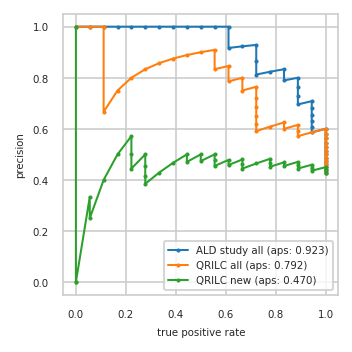 1.0
0.8
0.6
0.4
0.2
0.0
precision
0.0 0.2 0.4 0.6 0.8 1.0
true positive rate
ALD study all (aps: 0.923)
QRILC all (aps: 0.792)
QRILC new (aps: 0.470)